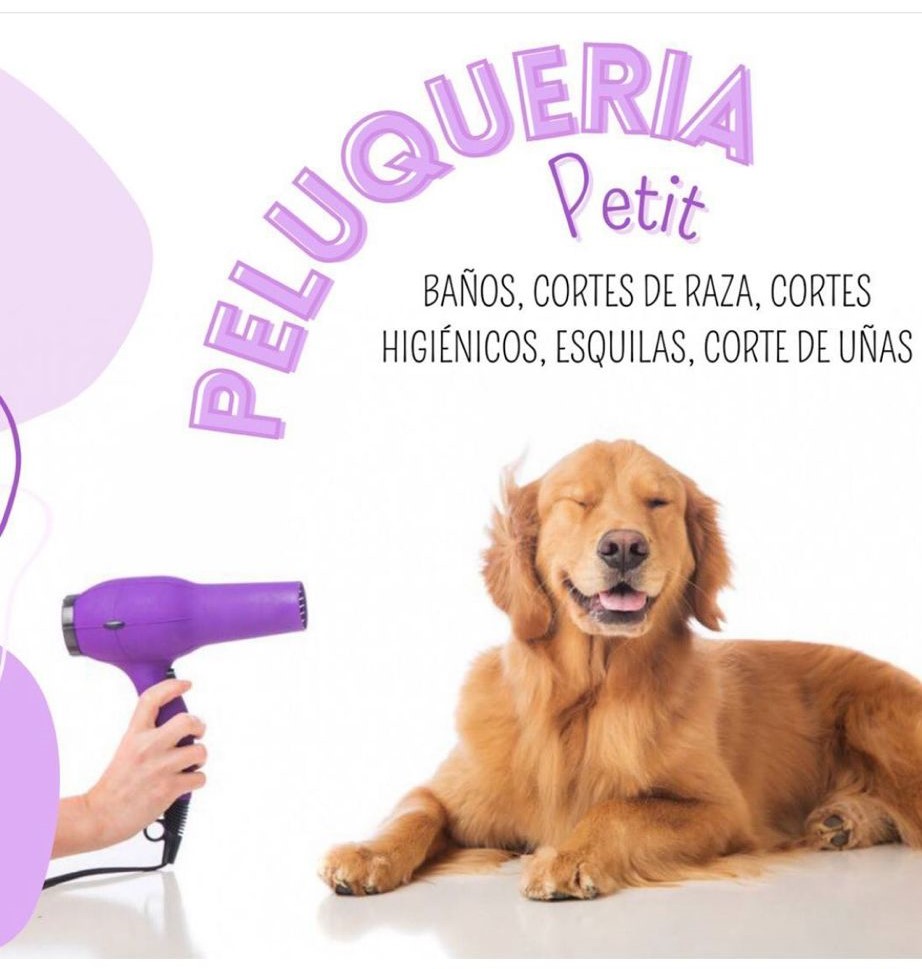 PELUQUERIA
Petit
BAÑOS, CORTES DE RAZA, CORTES
HIGIÉNICOS, ESQUILAS, CORTE DE UÑAS